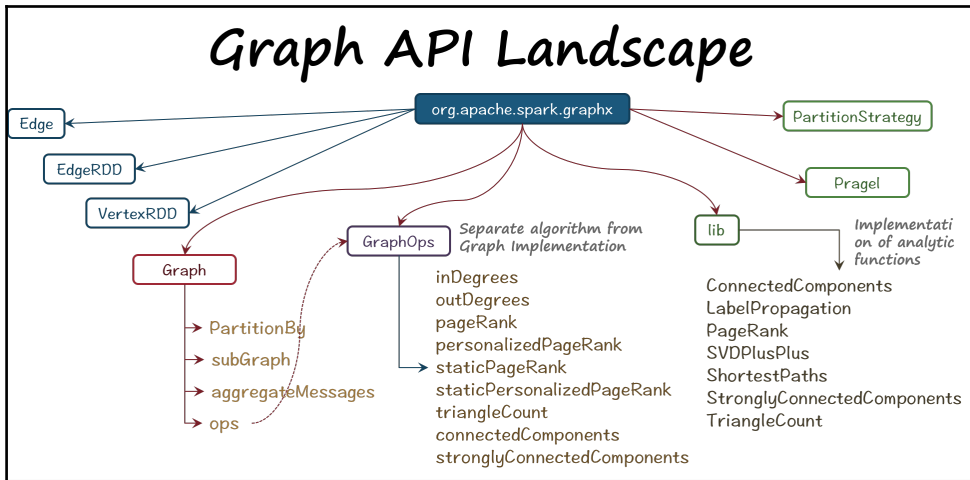 Graph API Landscape
org.apache.spark.graphx
Edge
PartitionStrategy
EdgeRDD
Pragel
VertexRDD
Graph
GraphOps
Separate algorithm from
Graph Implementation
lib
Implementati
on of analytic
functions
PartitionBy
subGraph
aggregateMessages
ops
inDegrees
outDegrees
pageRank
personalizedPageRank
staticPageRank
staticPersonalizedPageRank
triangleCount
connectedComponents
stronglyConnectedComponents
ConnectedComponents
LabelPropagation
PageRank
SVDPlusPlus
ShortestPaths
StronglyConnectedComponents
TriangleCount